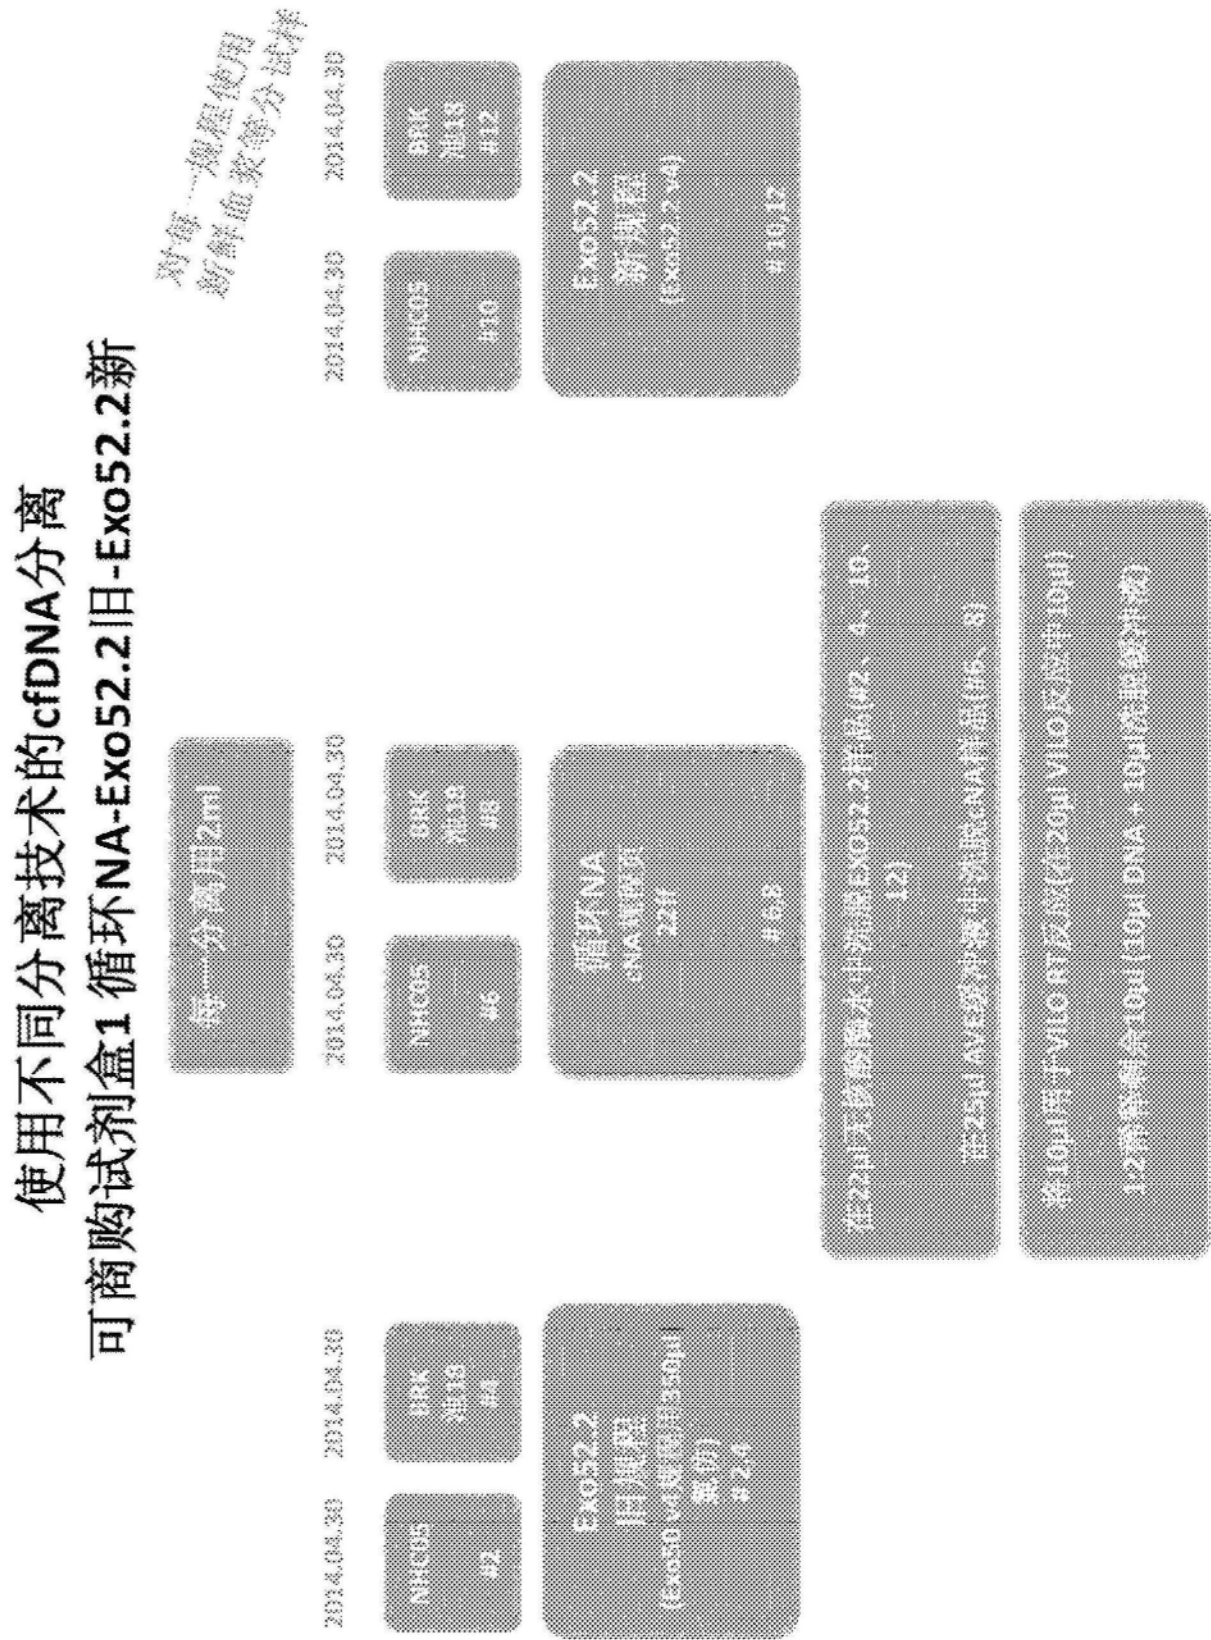 使用不同分离技术的cfDNA分离
可商购试剂盒1 循环NA-Exo52.2旧-Exo52.2新
对每一规程使用
新鲜血浆等分试样
每一分离用2ml
2014.04.30
2014.04.30
2014.04.30
2014.04.30
2014.04.30
2014.04.30
NHC05
#2
BRK
池18
#4
NHC05
#6
BRK
池18
#8
NHC05
#10
BRK
池18
#12
Exo52.2
旧规程
(Exo50 v4规程用350µl
氯仿)
# 2,4
循环NA
cNA规程页
22ff
# 6,8
Exo52.2
新规程
(Exo52.2 v4)
# 10,12
在22µl无核酸酶水中洗脱EXO52.2样品(#2、4、10、
12)
在25µl AVE缓冲液中洗脱cNA样品(#6、8)
将10µl用于VILO RT反应(在20µl VILO反应中10µl)
1:2稀释剩余10µl (10µl DNA + 10µl洗脱缓冲液)